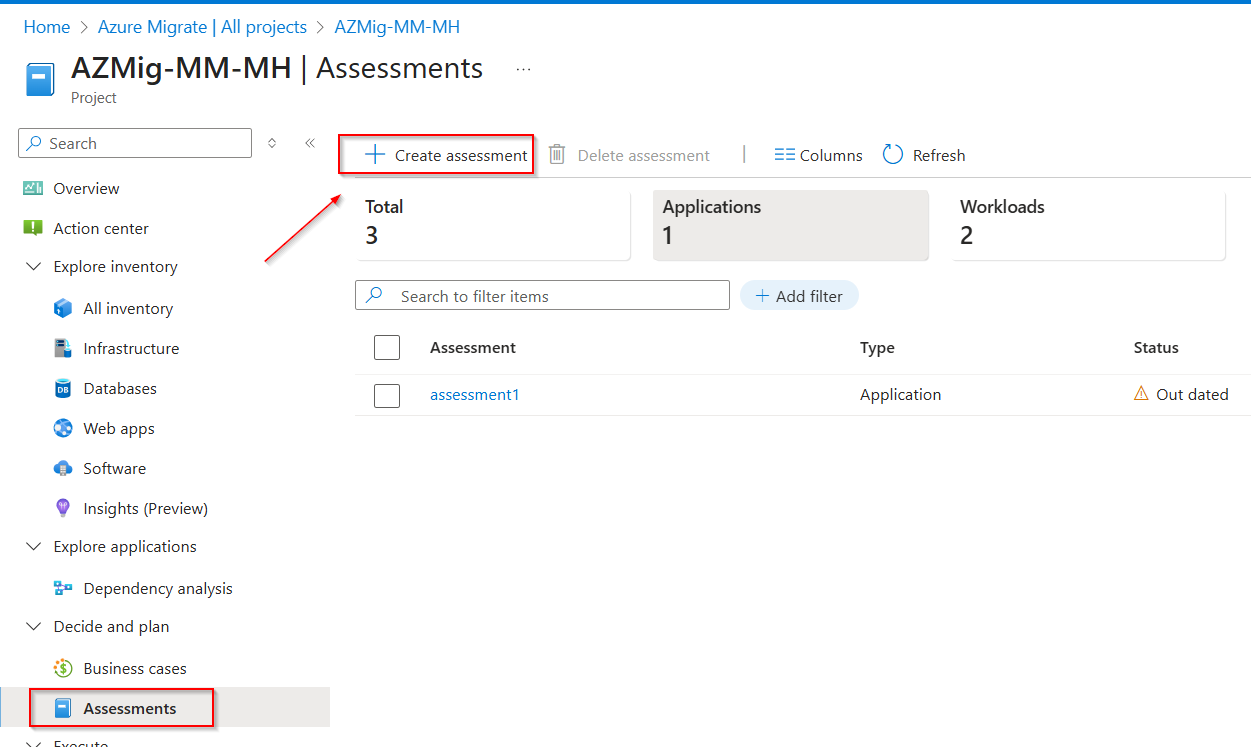 Home > Azure Migrate | All projects > AZMig-MM-MH
AZMig-MM-MH | Assessments ...
Project
Search
Overview
Action center
Explore inventory
All inventory
Infrastructure
DB Databases
Web apps
Software
Insights (Preview)
Explore applications
Dependency analysis
Decide and plan
Business cases
Assessments
Execute
Create assessment Delete assessment | Columns Refresh
Total Applications Workloads
3 1 2
Search to filter items Add filter
Assessment Type Status
assessment1 Application Out dated